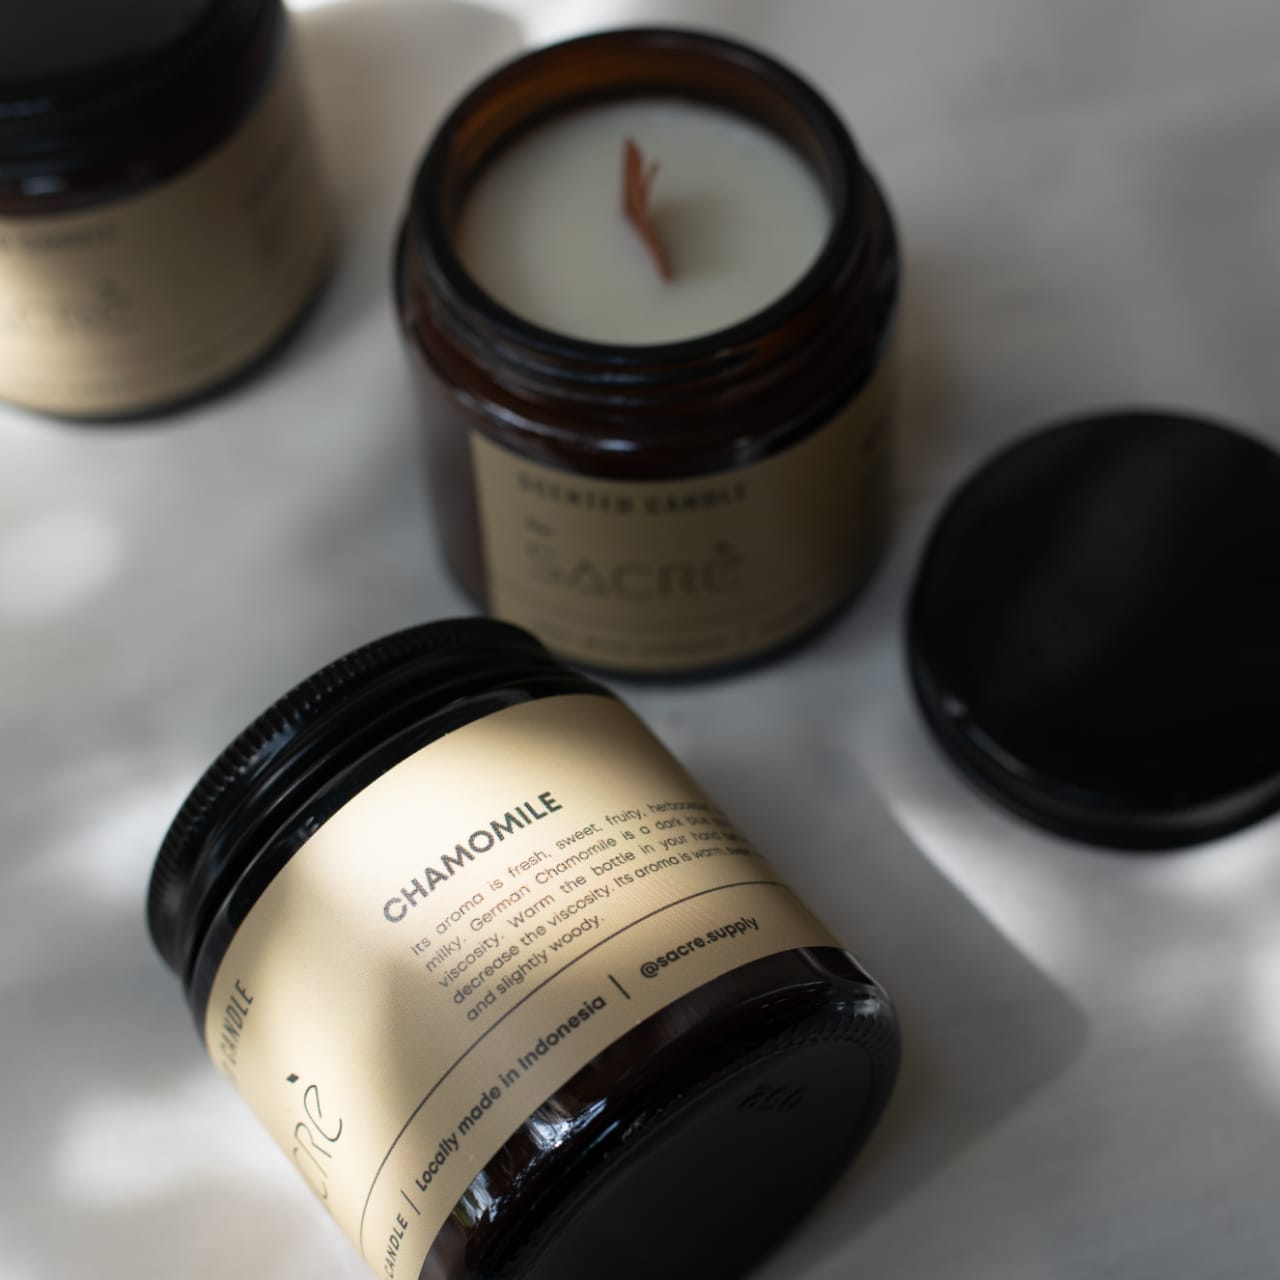 SCENTED CANDLE
SACRÈ
CHAMOMILE
Its aroma is fresh, sweet, fruity,
milky. German Chamomile is a dark blue
viscosity. Warm the bottle in your hand
decrease the viscosity. Its aroma is warm,
and slightly woody.
CANDLE | Locally made in Indonesia | @sacre.supply
CANDLE